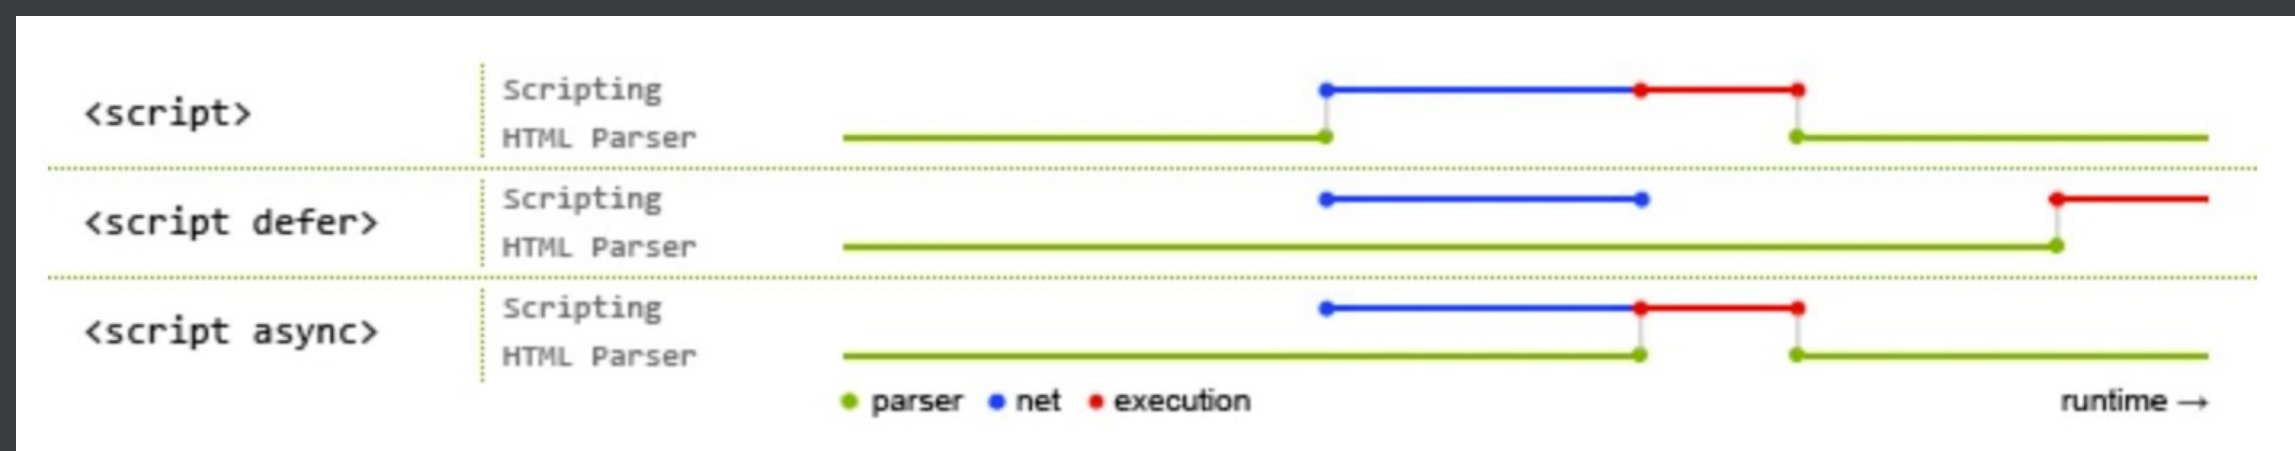 <script>
Scripting
HTML Parser
<script defer>
Scripting
HTML Parser
<script async>
Scripting
HTML Parser
parser net execution
runtime →